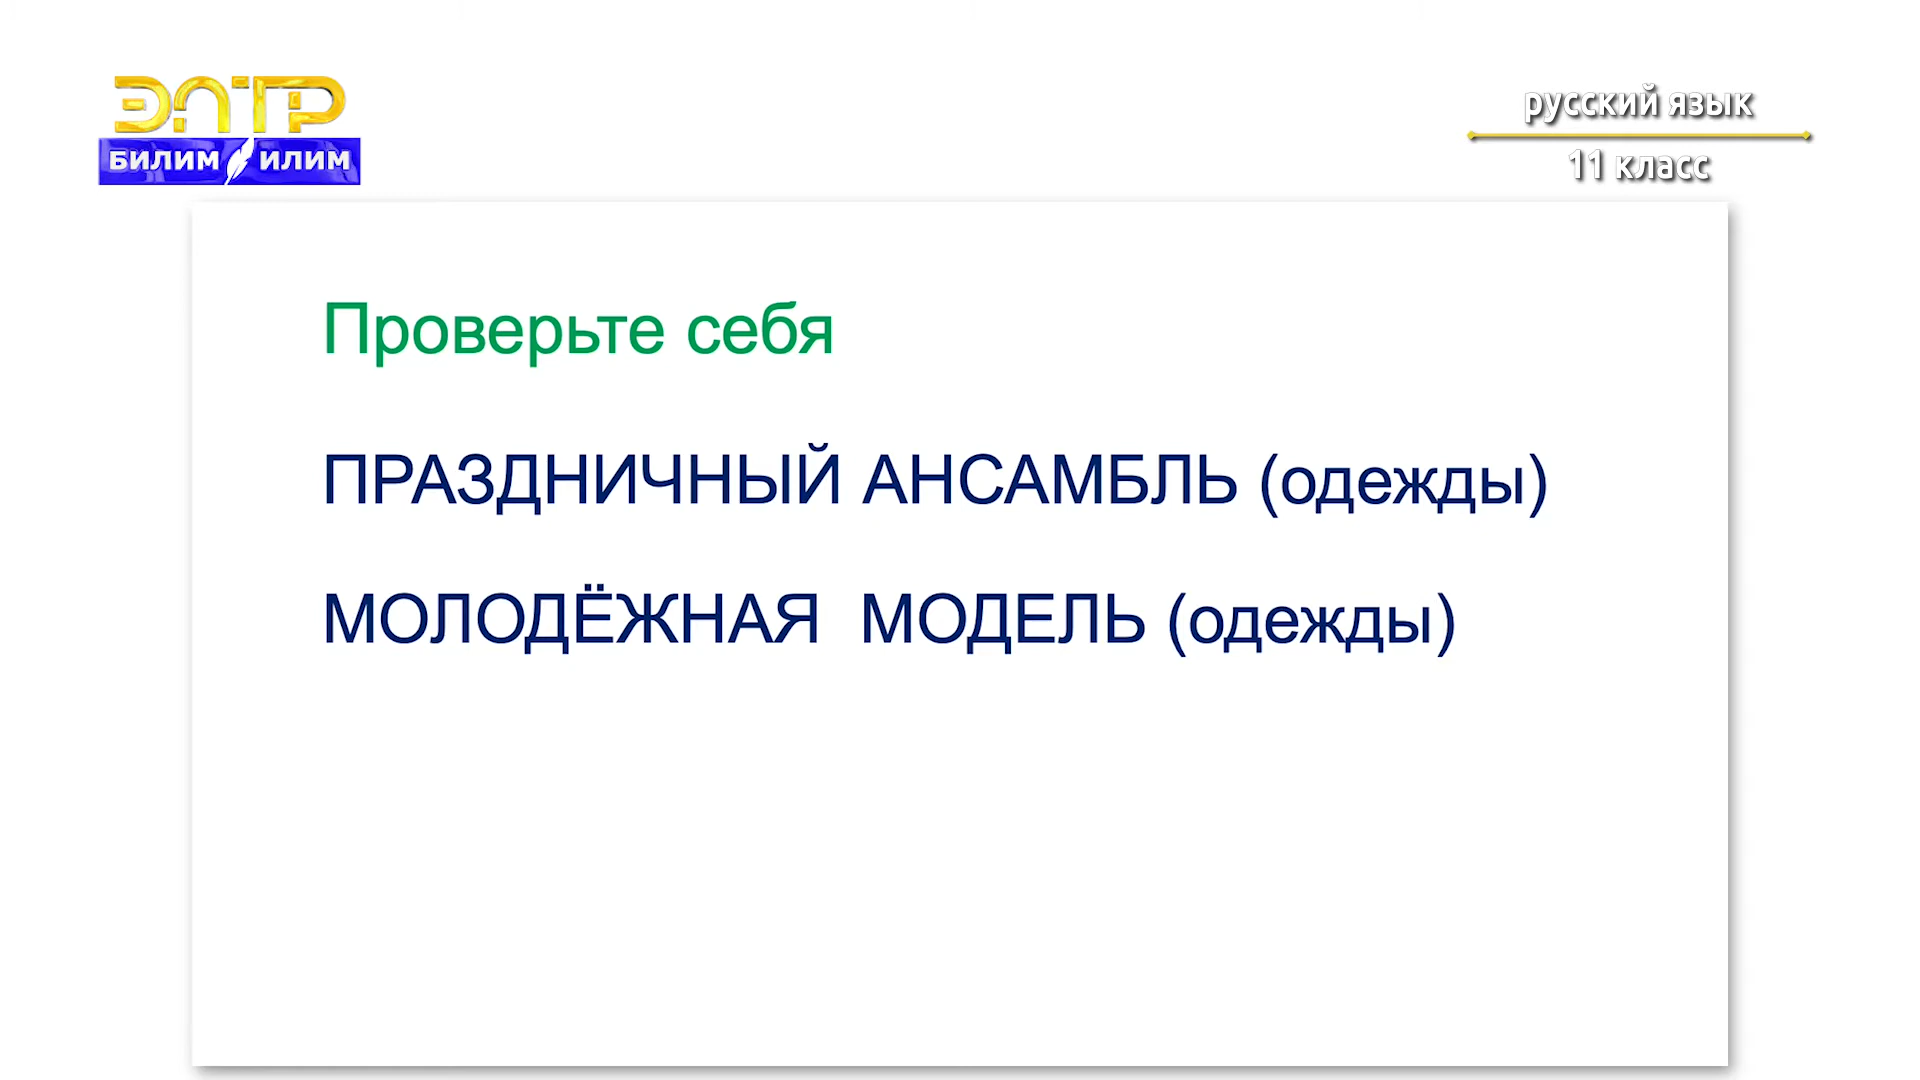 ЭЛТР
БИЛИМ ИЛИМ
русский язык
11 класс
Проверьте себя
ПРАЗДНИЧНЫЙ АНСАМБЛЬ (одежды)
МОЛОДЁЖНАЯ МОДЕЛЬ (одежды)